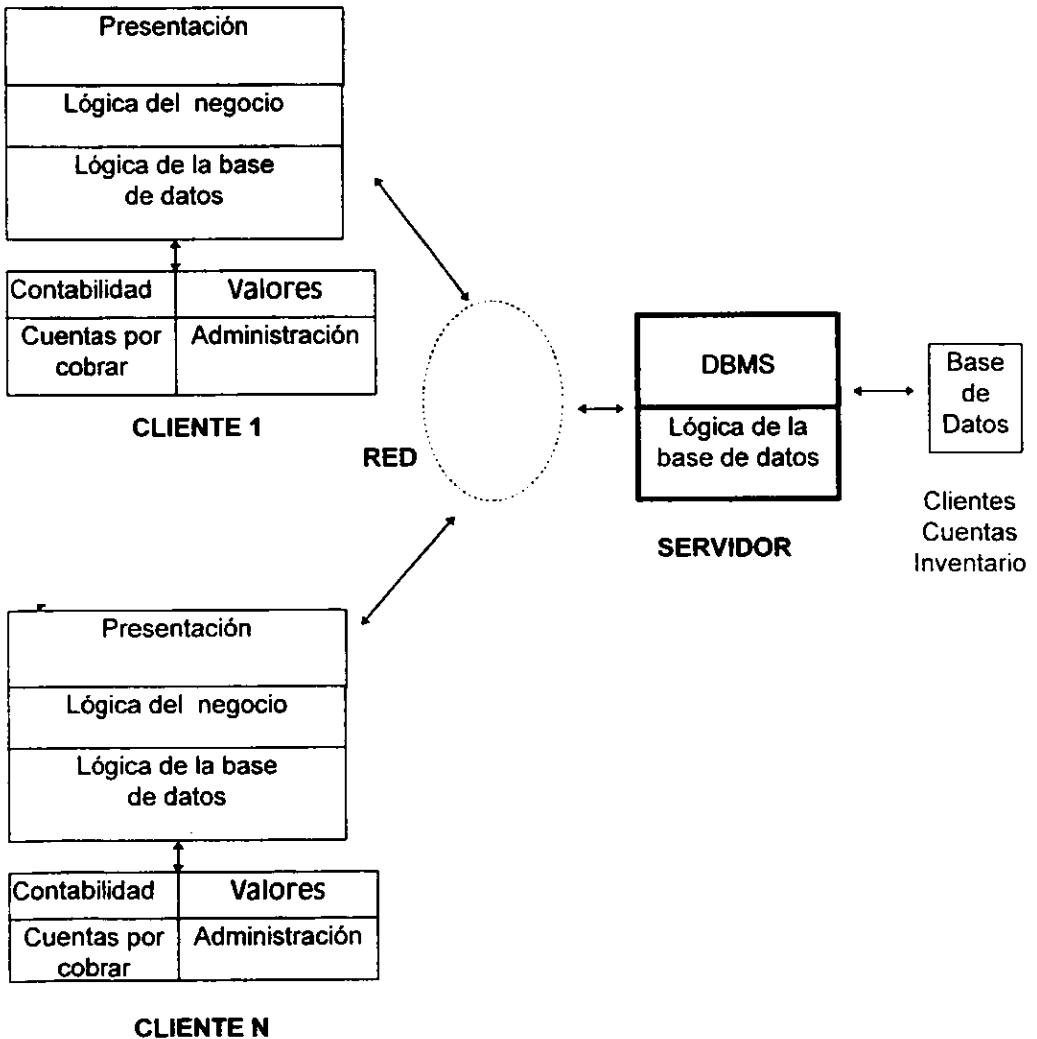 Presentación
Lógica del negocio
Lógica de la base
de datos
Contabilidad
Valores
Cuentas por
cobrar
Administración
CLIENTE 1
RED
DBMS
Lógica de la
base de datos
SERVIDOR
Base
de
Datos
Clientes
Cuentas
Inventario
Presentación
Lógica del negocio
Lógica de la base
de datos
Contabilidad
Valores
Cuentas por
cobrar
Administración
CLIENTE N